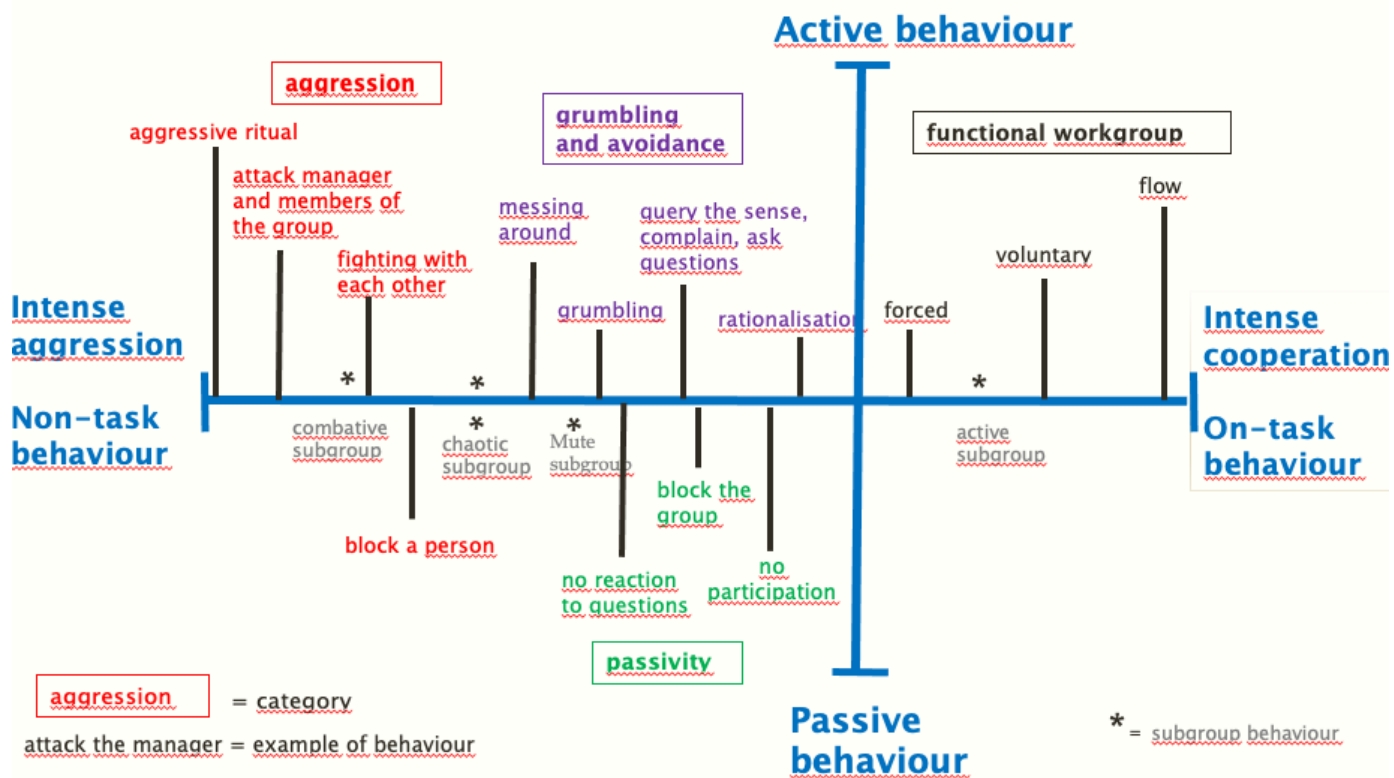 Active behaviour
aggression
grumbling
and avoidance
functional workgroup
aggressive ritual
attack manager
and members of
the group
fighting with
each other
messing
around
grumbling
query the sense,
complain, ask
questions
rationalisation
forced
voluntary
flow
Intense
aggression
Non-task
behaviour
Intense
cooperation
On-task
behaviour
*
combative
subgroup
*
*
chaotic
subgroup
*
Mute
subgroup
*
active
subgroup
block a person
no reaction
to questions
block the
group
no
participation
passivity
Passive
behaviour
aggression = category
attack the manager = example of behaviour
* = subgroup behaviour